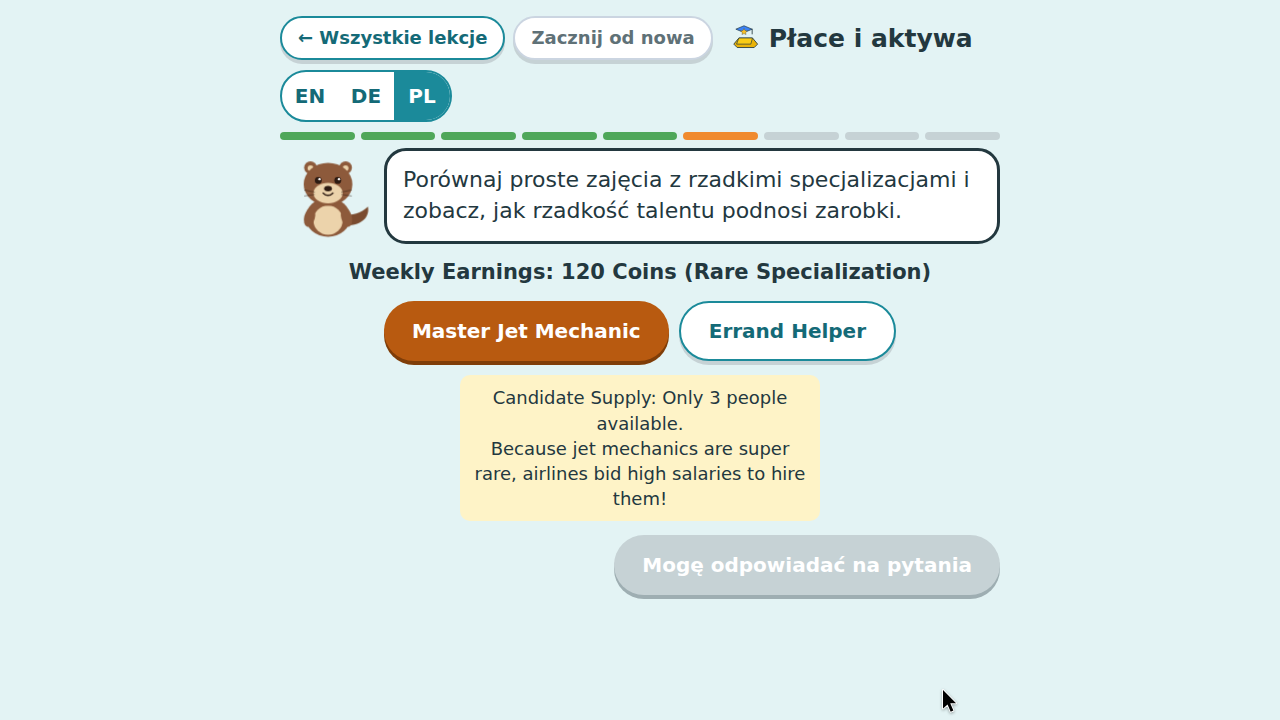 ← Wszystkie lekcje
Zacznij od nowa
Płace i aktywa
EN DE PL
Porównaj proste zajęcia z rzadkimi specjalizacjami i
zobacz, jak rzadkość talentu podnosi zarobki.
Weekly Earnings: 120 Coins (Rare Specialization)
Master Jet Mechanic
Errand Helper
Candidate Supply: Only 3 people
available.
Because jet mechanics are super
rare, airlines bid high salaries to hire
them!
Mogę odpowiadać na pytania